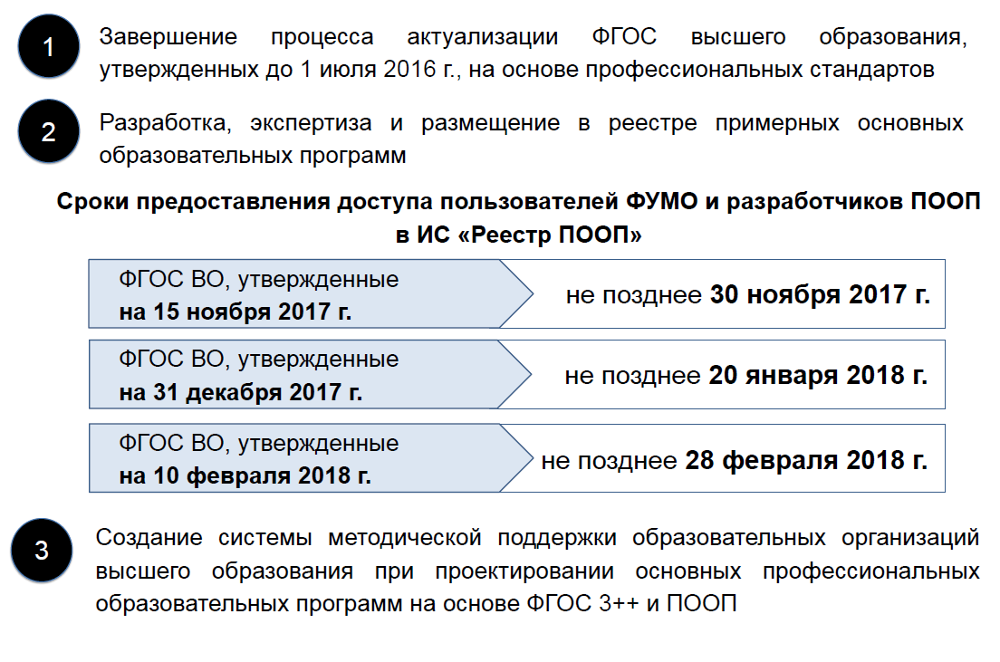 1
Завершение процесса актуализации ФГОС высшего образования,
утвержденных до 1 июля 2016 г., на основе профессиональных стандартов
2
Разработка, экспертиза и размещение в реестре примерных основных
образовательных программ
Сроки предоставления доступа пользователей ФУМО и разработчиков ПООП
в ИС «Реестр ПООП»
ФГОС ВО, утвержденные
на 15 ноября 2017 г.
не позднее 30 ноября 2017 г.
ФГОС ВО, утвержденные
на 31 декабря 2017 г.
не позднее 20 января 2018 г.
ФГОС ВО, утвержденные
на 10 февраля 2018 г.
не позднее 28 февраля 2018 г.
3
Создание системы методической поддержки образовательных организаций
высшего образования при проектировании основных профессиональных
образовательных программ на основе ФГОС 3++ и ПООП